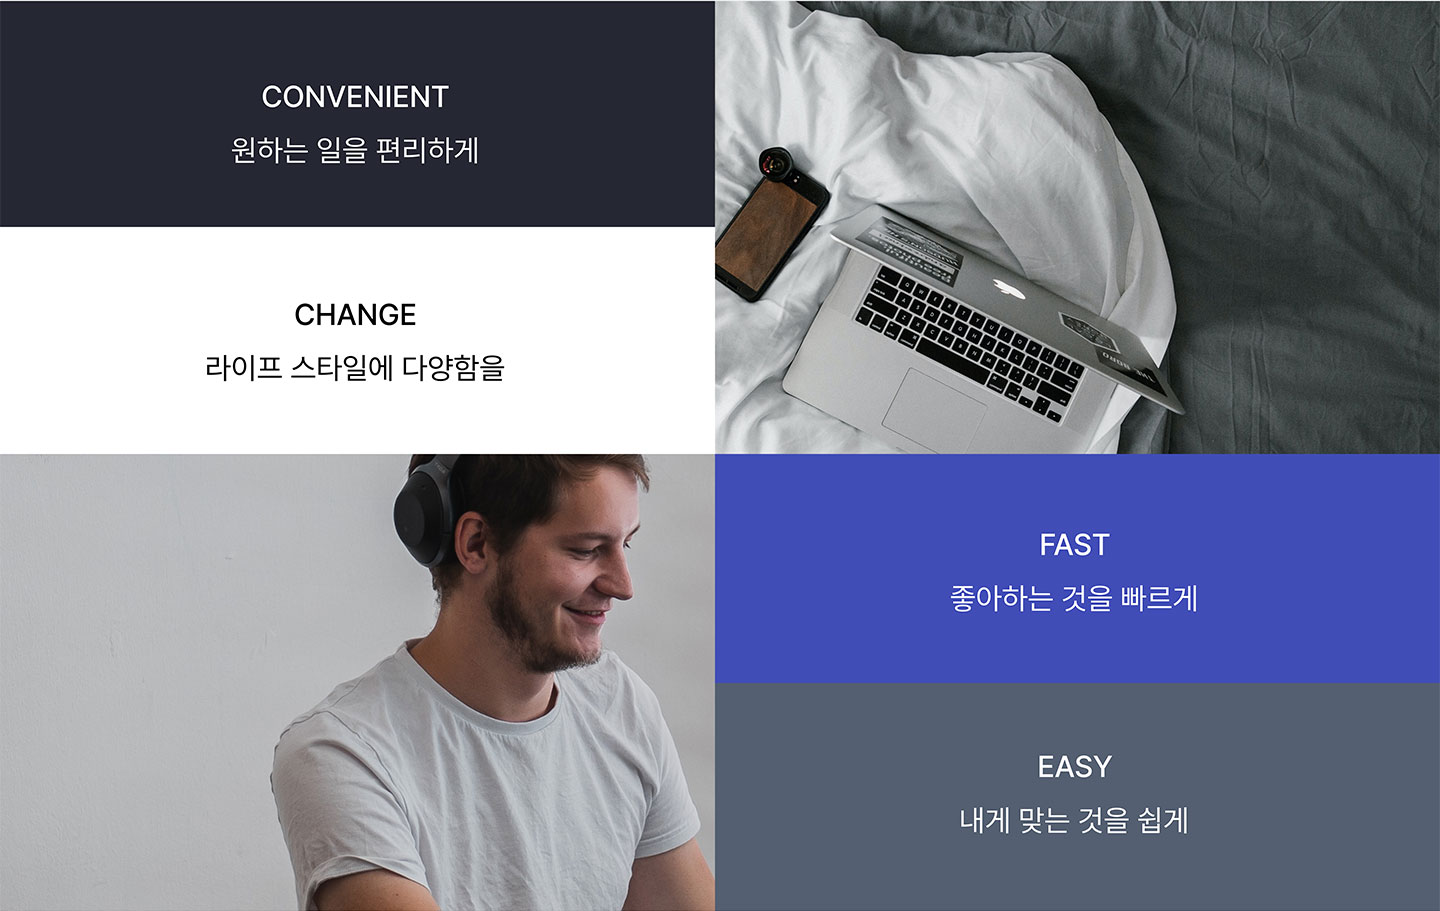 CONVENIENT
원하는 일을 편리하게
CHANGE
라이프 스타일에 다양함을
FAST
좋아하는 것을 빠르게
EASY
내게 맞는 것을 쉽게